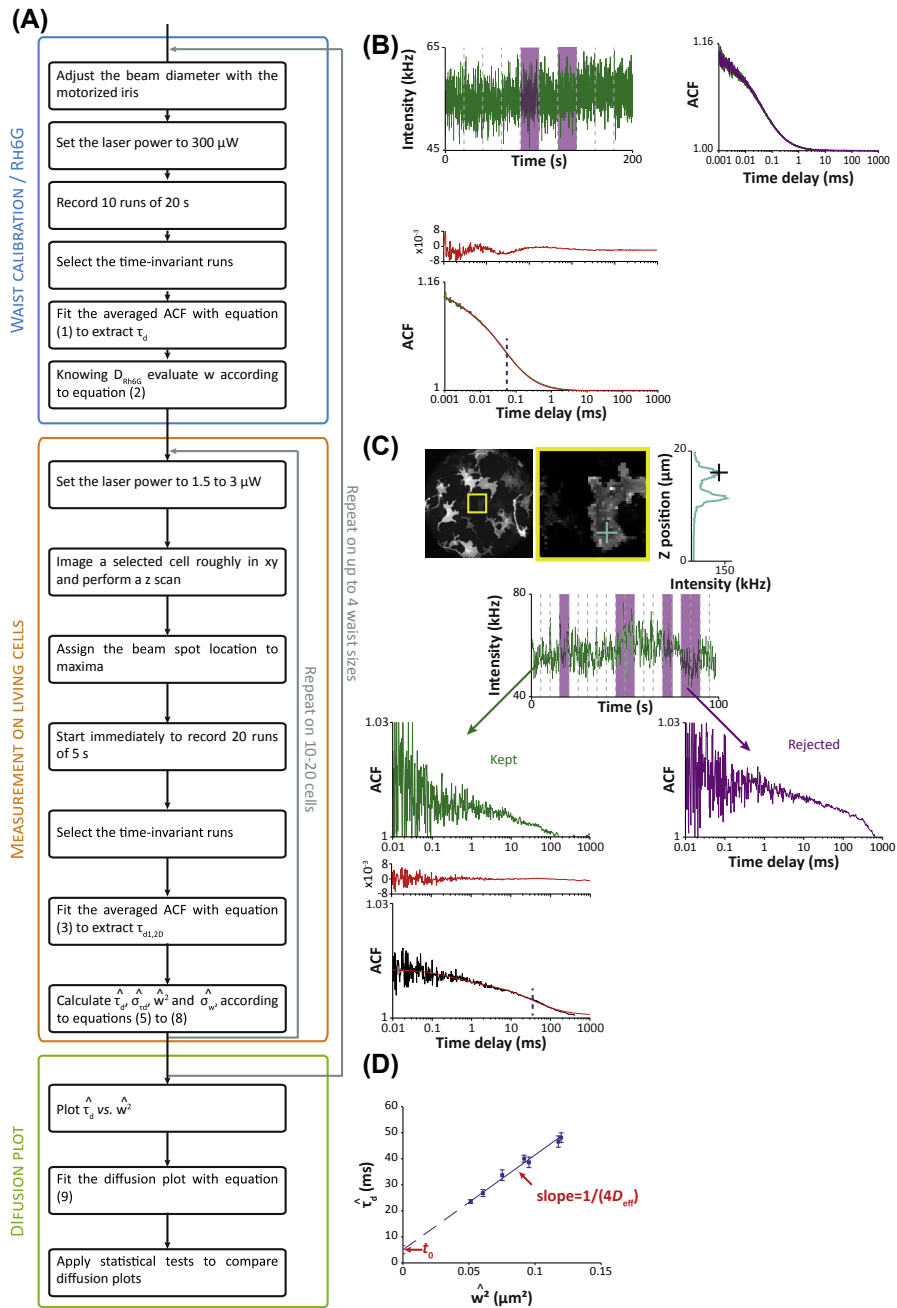 (A)
WAIST CALIBRATION / RH6G
Adjust the beam diameter with the
motorized iris
Set the laser power to 300 µW
Record 10 runs of 20 s
Select the time-invariant runs
Fit the averaged ACF with equation
(1) to extract τd
Knowing DRh6G evaluate w according
to equation (2)
MEASUREMENT ON LIVING CELLS
Set the laser power to 1.5 to 3 µW
Image a selected cell roughly in xy
and perform a z scan
Assign the beam spot location to
maxima
Start immediately to record 20 runs
of 5 s
Select the time-invariant runs
Fit the averaged ACF with equation
(3) to extract τd1,2D
Calculate τ̂d, σ̂τd, ŵ² and σ̂w² according
to equations (5) to (8)
Repeat on 10-20 cells
Repeat on up to 4 waist sizes
DIFUSION PLOT
Plot τ̂d vs. ŵ²
Fit the diffusion plot with equation
(9)
Apply statistical tests to compare
diffusion plots
(B)
Intensity (kHz)
65
45
0
Time (s)
200
ACF
1.16
1.00
0.001 0.01 0.1 1 10 100 1000
Time delay (ms)
x10-3
8
0
-8
ACF
1.16
1
0.001 0.01 0.1 1 10 100 1000
Time delay (ms)
(C)
Z position (µm)
20
0
150
Intensity (kHz)
Intensity (kHz)
80
40
0
Time (s)
100
ACF
1.03
1
Kept
0.01 0.1 1 10 100 1000
Time delay (ms)
ACF
1.03
1
Rejected
0.01 0.1 1 10 100 1000
Time delay (ms)
x10-3
8
0
-8
ACF
1.03
1
0.01 0.1 1 10 100 1000
Time delay (ms)
(D)
τ̂d (ms)
60
50
40
30
20
10
0
slope=1/(4Deff)
t0
0 0.05 0.1 0.15
ŵ² (µm²)